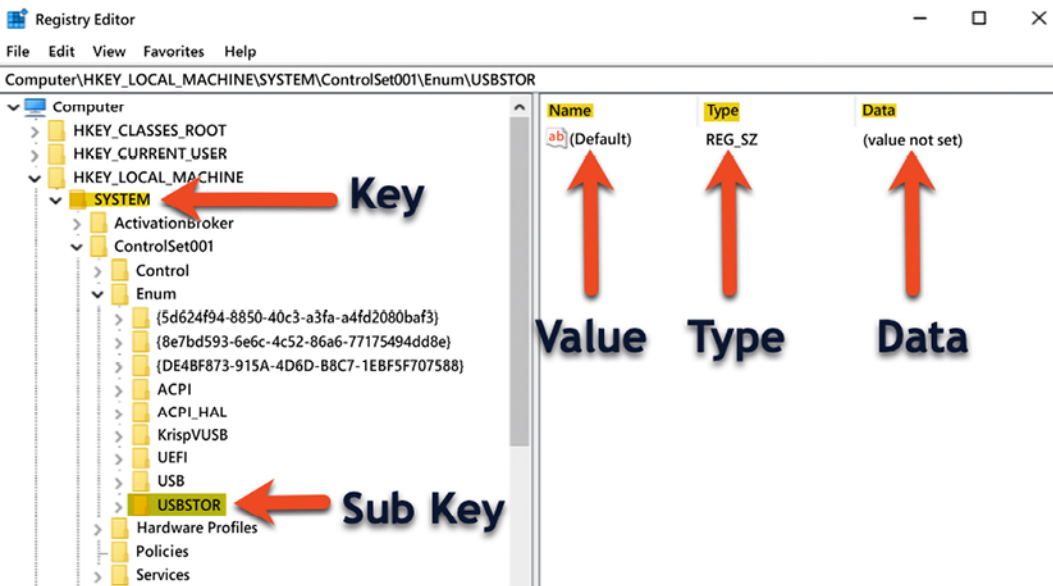 Registry Editor
File Edit View Favorites Help
Computer\HKEY_LOCAL_MACHINE\SYSTEM\ControlSet001\Enum\USBSTOR
Computer
HKEY_CLASSES_ROOT
HKEY_CURRENT_USER
HKEY_LOCAL_MACHINE
SYSTEM
Key
ActivationBroker
ControlSet001
Control
Enum
{5d624f94-8850-40c3-a3fa-a4fd2080baf3}
{8e7bd593-6e6c-4c52-86a6-77175494dd8e}
{DE4BF873-915A-4D6D-B8C7-1EBF5F707588}
ACPI
ACPI_HAL
KrispVUSB
UEFI
USB
USBSTOR
Sub Key
Hardware Profiles
Policies
Services
Name Type Data
ab (Default) REG_SZ (value not set)
Value Type Data